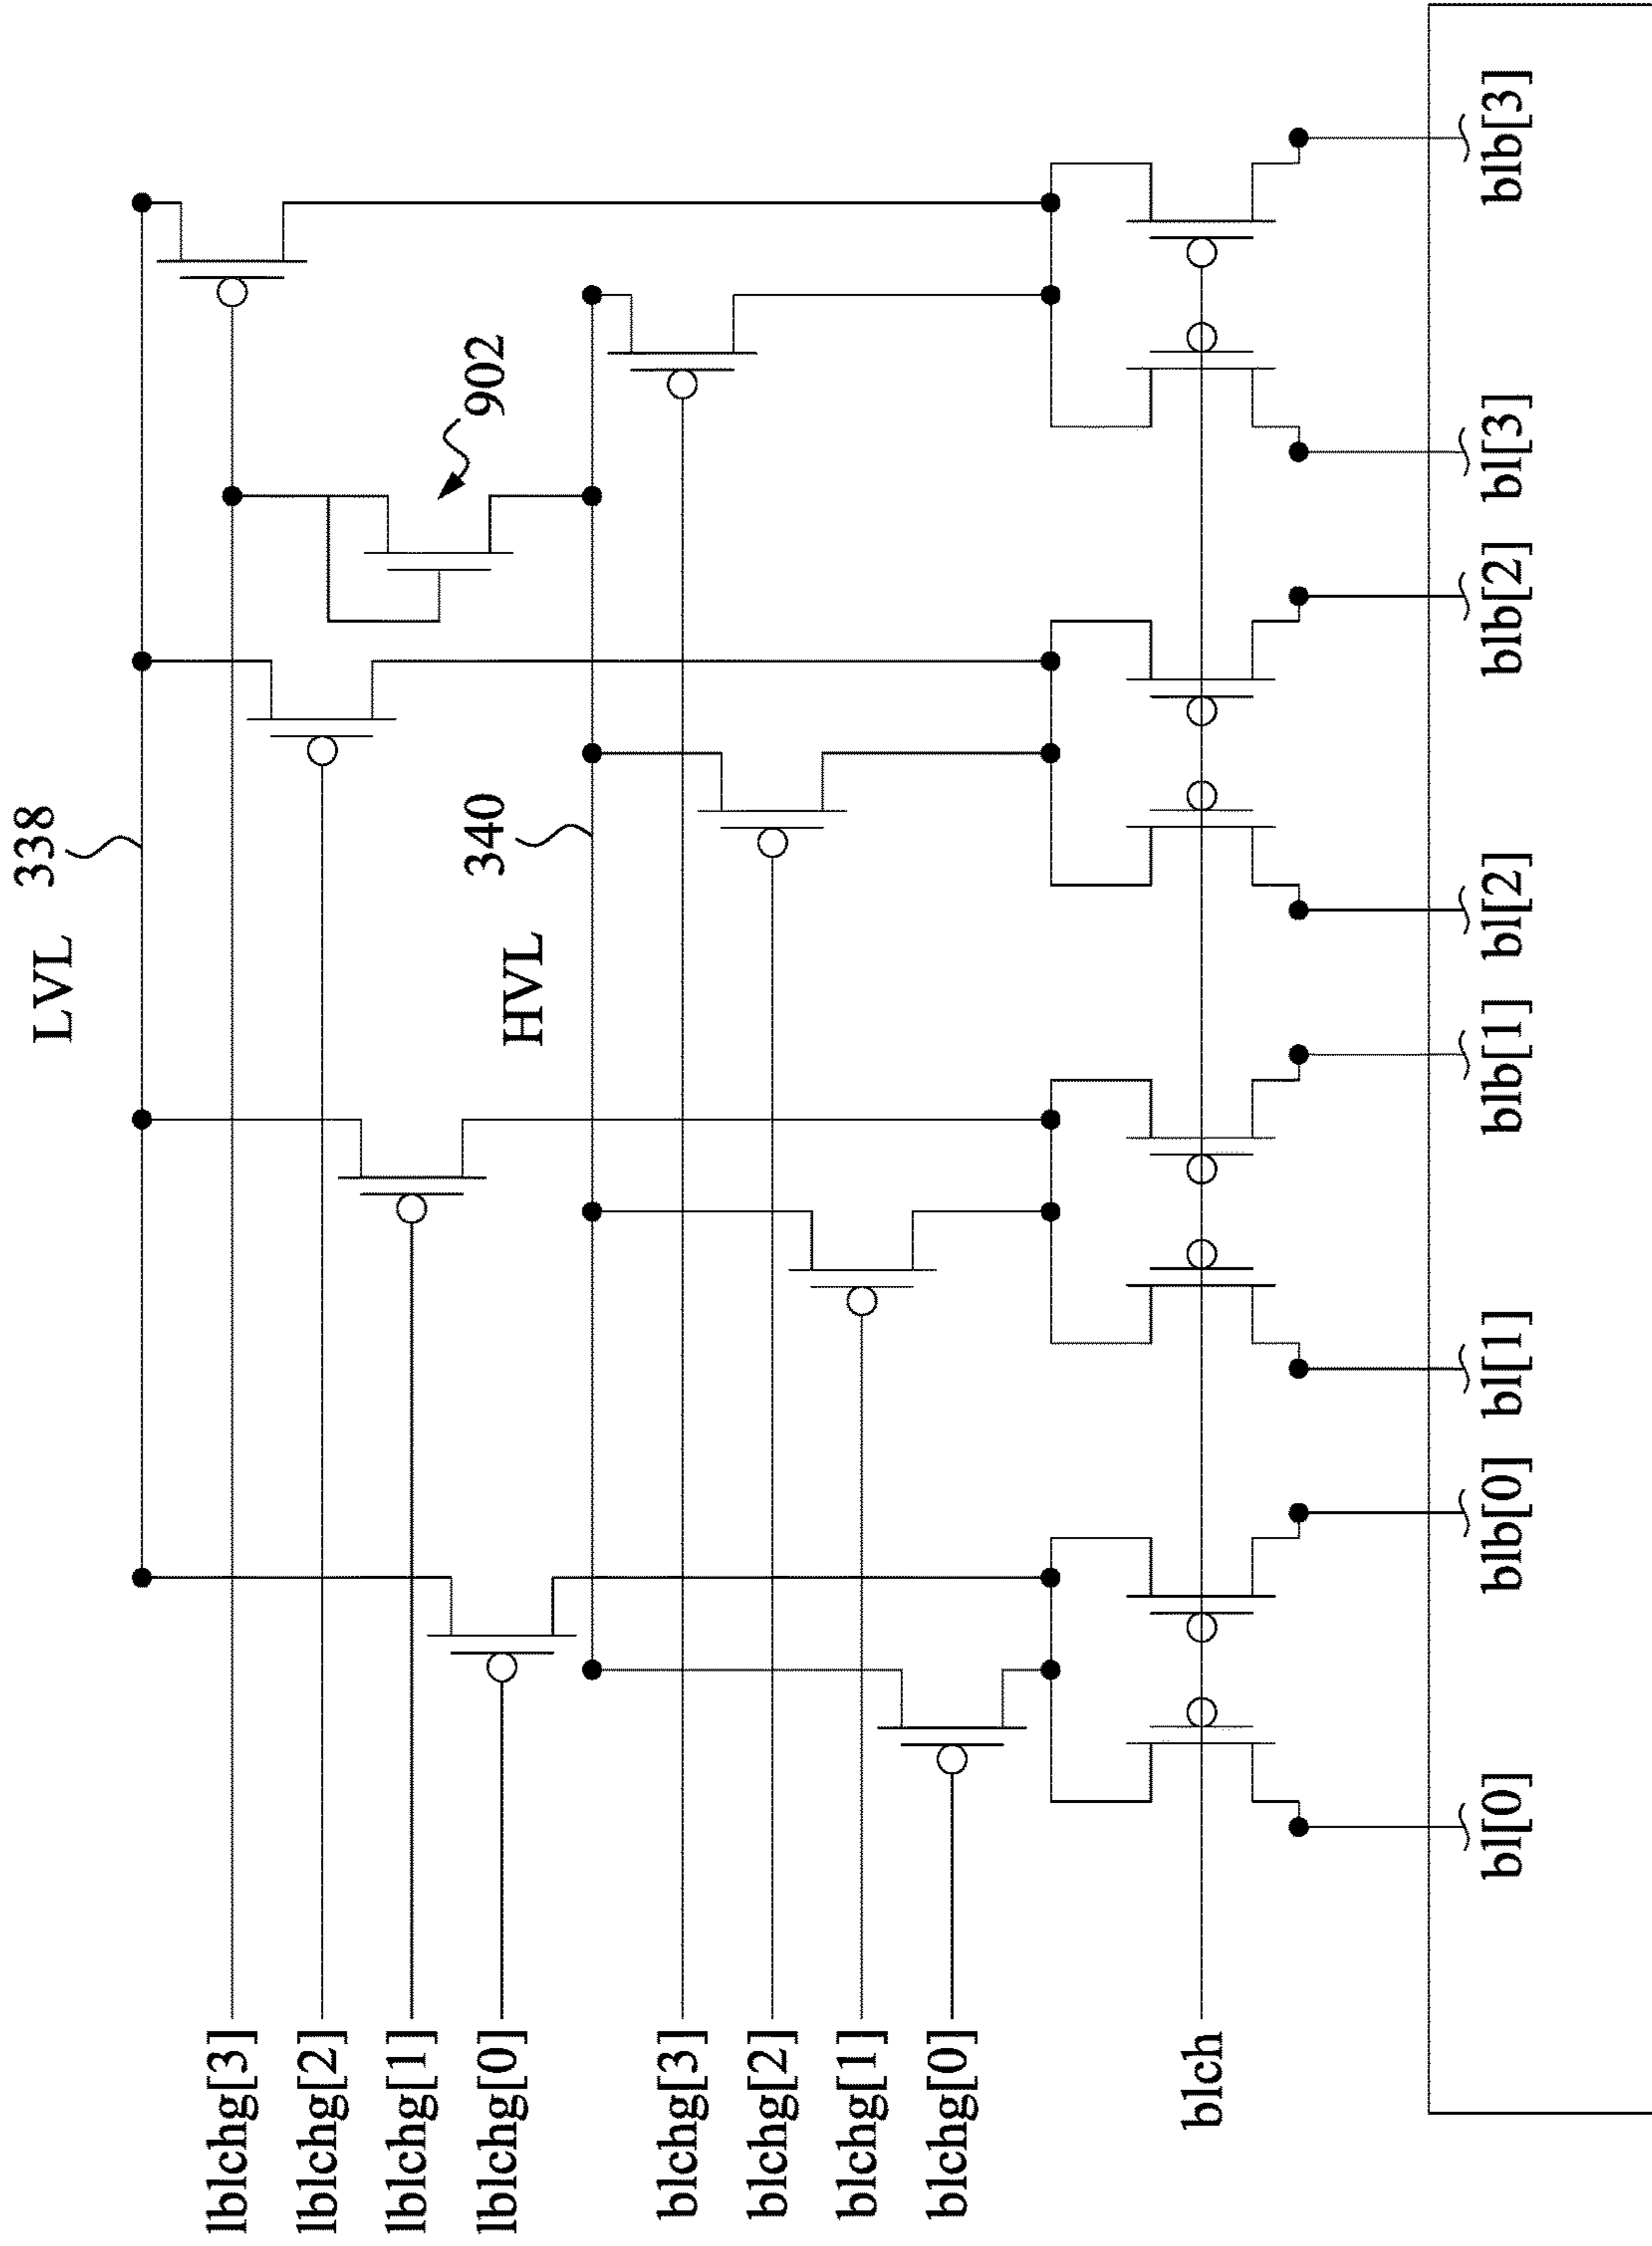 LVL 338
902
HVL 340
lblchg[3]
lblchg[2]
lblchg[1]
lblchg[0]
blchg[3]
blchg[2]
blchg[1]
blchg[0]
blch
bl[0] blb[0] bl[1] blb[1] bl[2] blb[2] bl[3] blb[3]